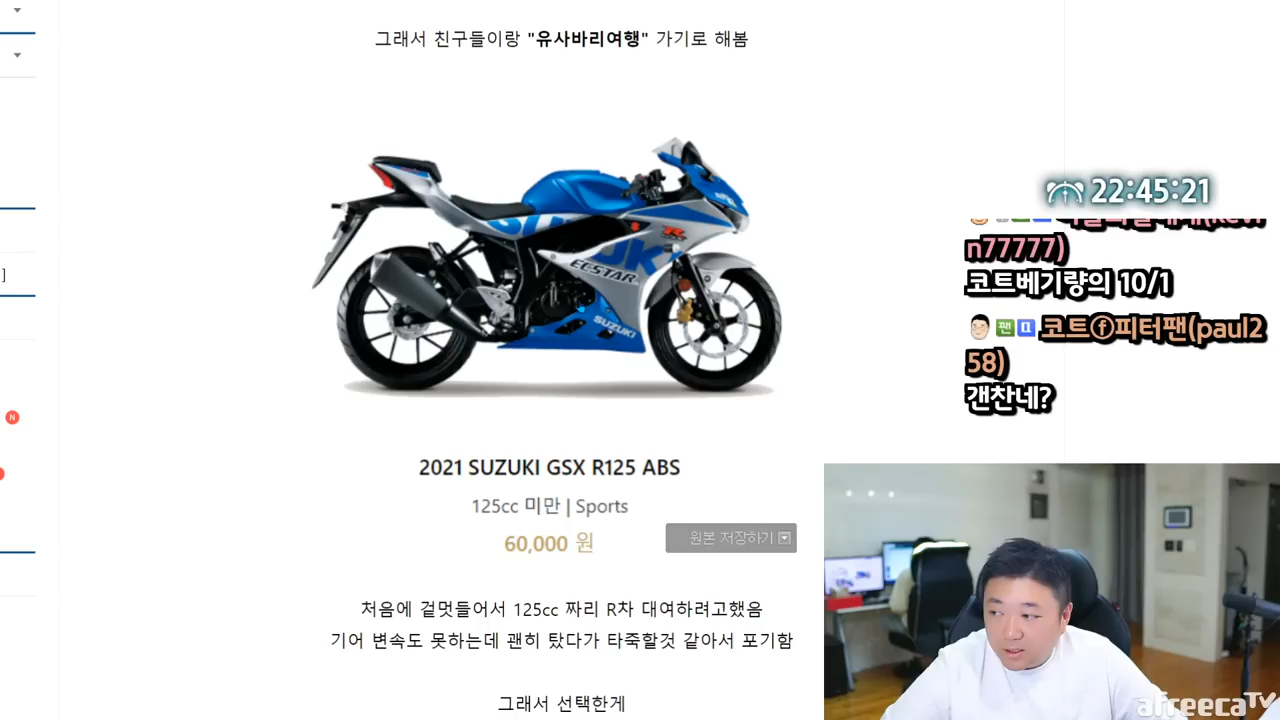 그래서 친구들이랑 "유사바리여행" 가기로 해봄
]
N
SUZUKI
ECSTAR
SUZUKI
2021 SUZUKI GSX R125 ABS
125cc 미만 | Sports
60,000 원
원본 저장하기
처음에 겉멋들어서 125cc 짜리 R차 대여하려고했음
기어 변속도 못하는데 괜히 탔다가 타죽할것 같아서 포기함
그래서 선택한게
22:45:21
n77777)
코트베기량의 10/1
팬 코트ⓕ피터팬(paul2
58)
갠찬네?
afreecaTV